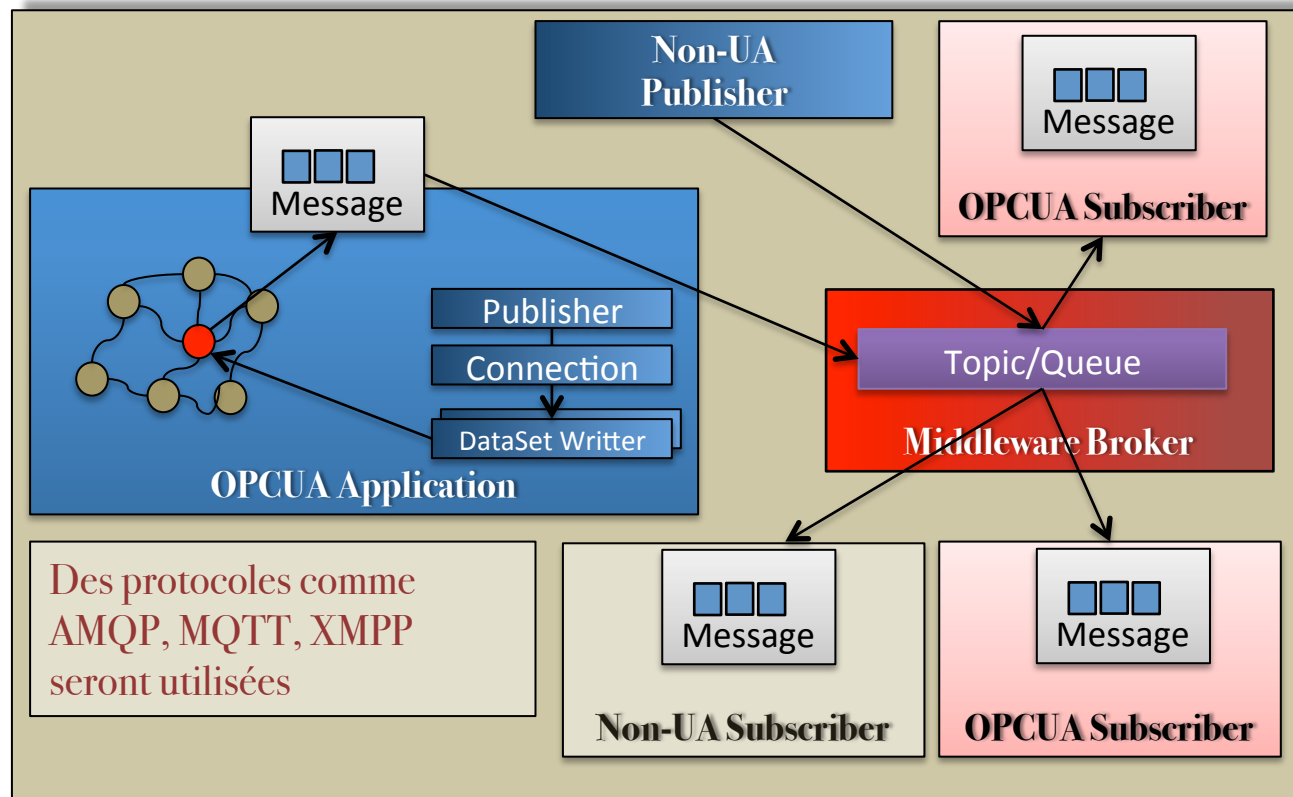 Non-UA
Publisher
Message
OPCUA Subscriber
Message
Publisher
Connection
DataSet Writter
OPCUA Application
Topic/Queue
Middleware Broker
Des protocoles comme
AMQP, MQTT, XMPP
seront utilisées
Message
Non-UA Subscriber
Message
OPCUA Subscriber